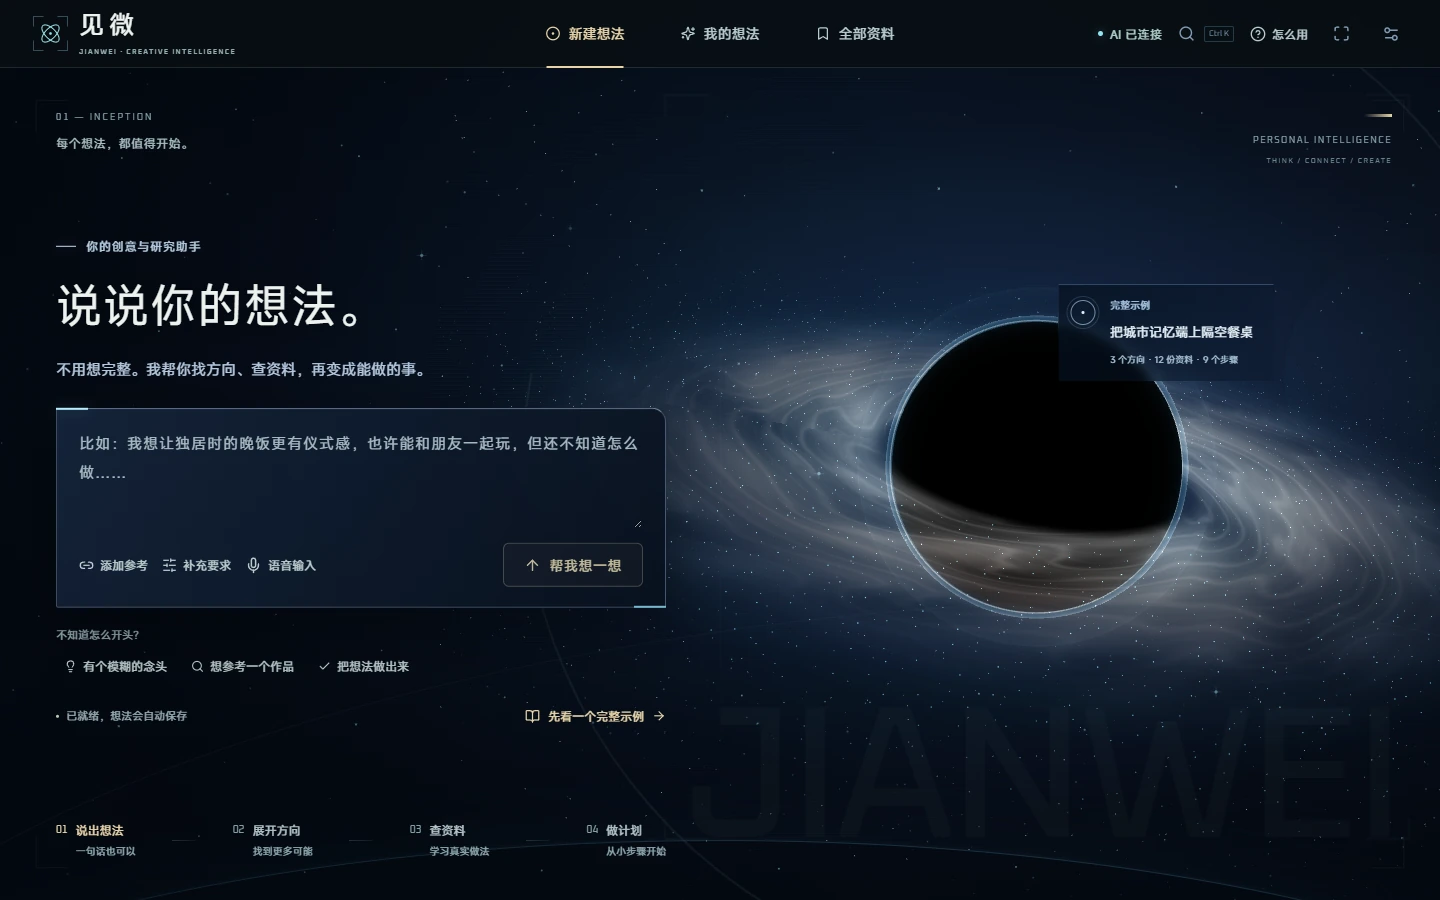 见微
JIANWEI · CREATIVE INTELLIGENCE
新建想法
我的想法
全部资料
AI 已连接
Ctrl K
怎么用
01 — INCEPTION
每个想法，都值得开始。
PERSONAL INTELLIGENCE
THINK / CONNECT / CREATE
你的创意与研究助手
说说你的想法。
不用想完整。我帮你找方向、查资料，再变成能做的事。
完整示例
把城市记忆端上隔空餐桌
3 个方向 · 12 份资料 · 9 个步骤
比如：我想让独居时的晚饭更有仪式感，也许能和朋友一起玩，但还不知道怎么
做……
添加参考
补充要求
语音输入
帮我想一想
不知道怎么开头？
有个模糊的念头
想参考一个作品
把想法做出来
已就绪，想法会自动保存
先看一个完整示例
JIANWEI
01 说出想法
一句话也可以
02 展开方向
找到更多可能
03 查资料
学习真实做法
04 做计划
从小步骤开始